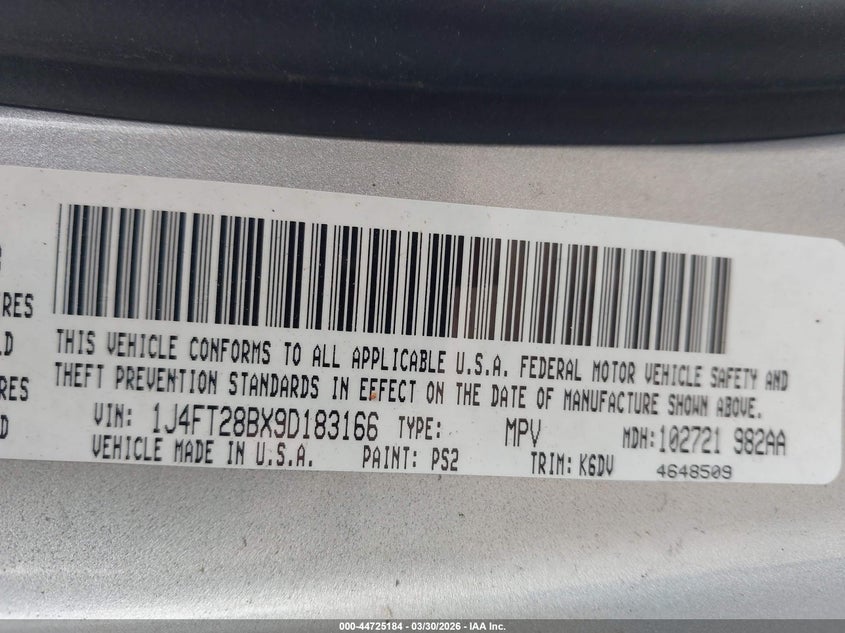 RES
THIS VEHICLE CONFORMS TO ALL APPLICABLE U.S.A. FEDERAL MOTOR VEHICLE SAFETY AND
LD
THEFT PREVENTION STANDARDS IN EFFECT ON THE DATE OF MANUFACTURE SHOWN ABOVE.
RES
VIN: 1J4FT28BX9D183166 TYPE: MPV MDH: 102721 982AA
D
VEHICLE MADE IN U.S.A. PAINT: PS2 TRIM: K6DV 4648509
000-44725184 | 03/30/2026 - IAA Inc.